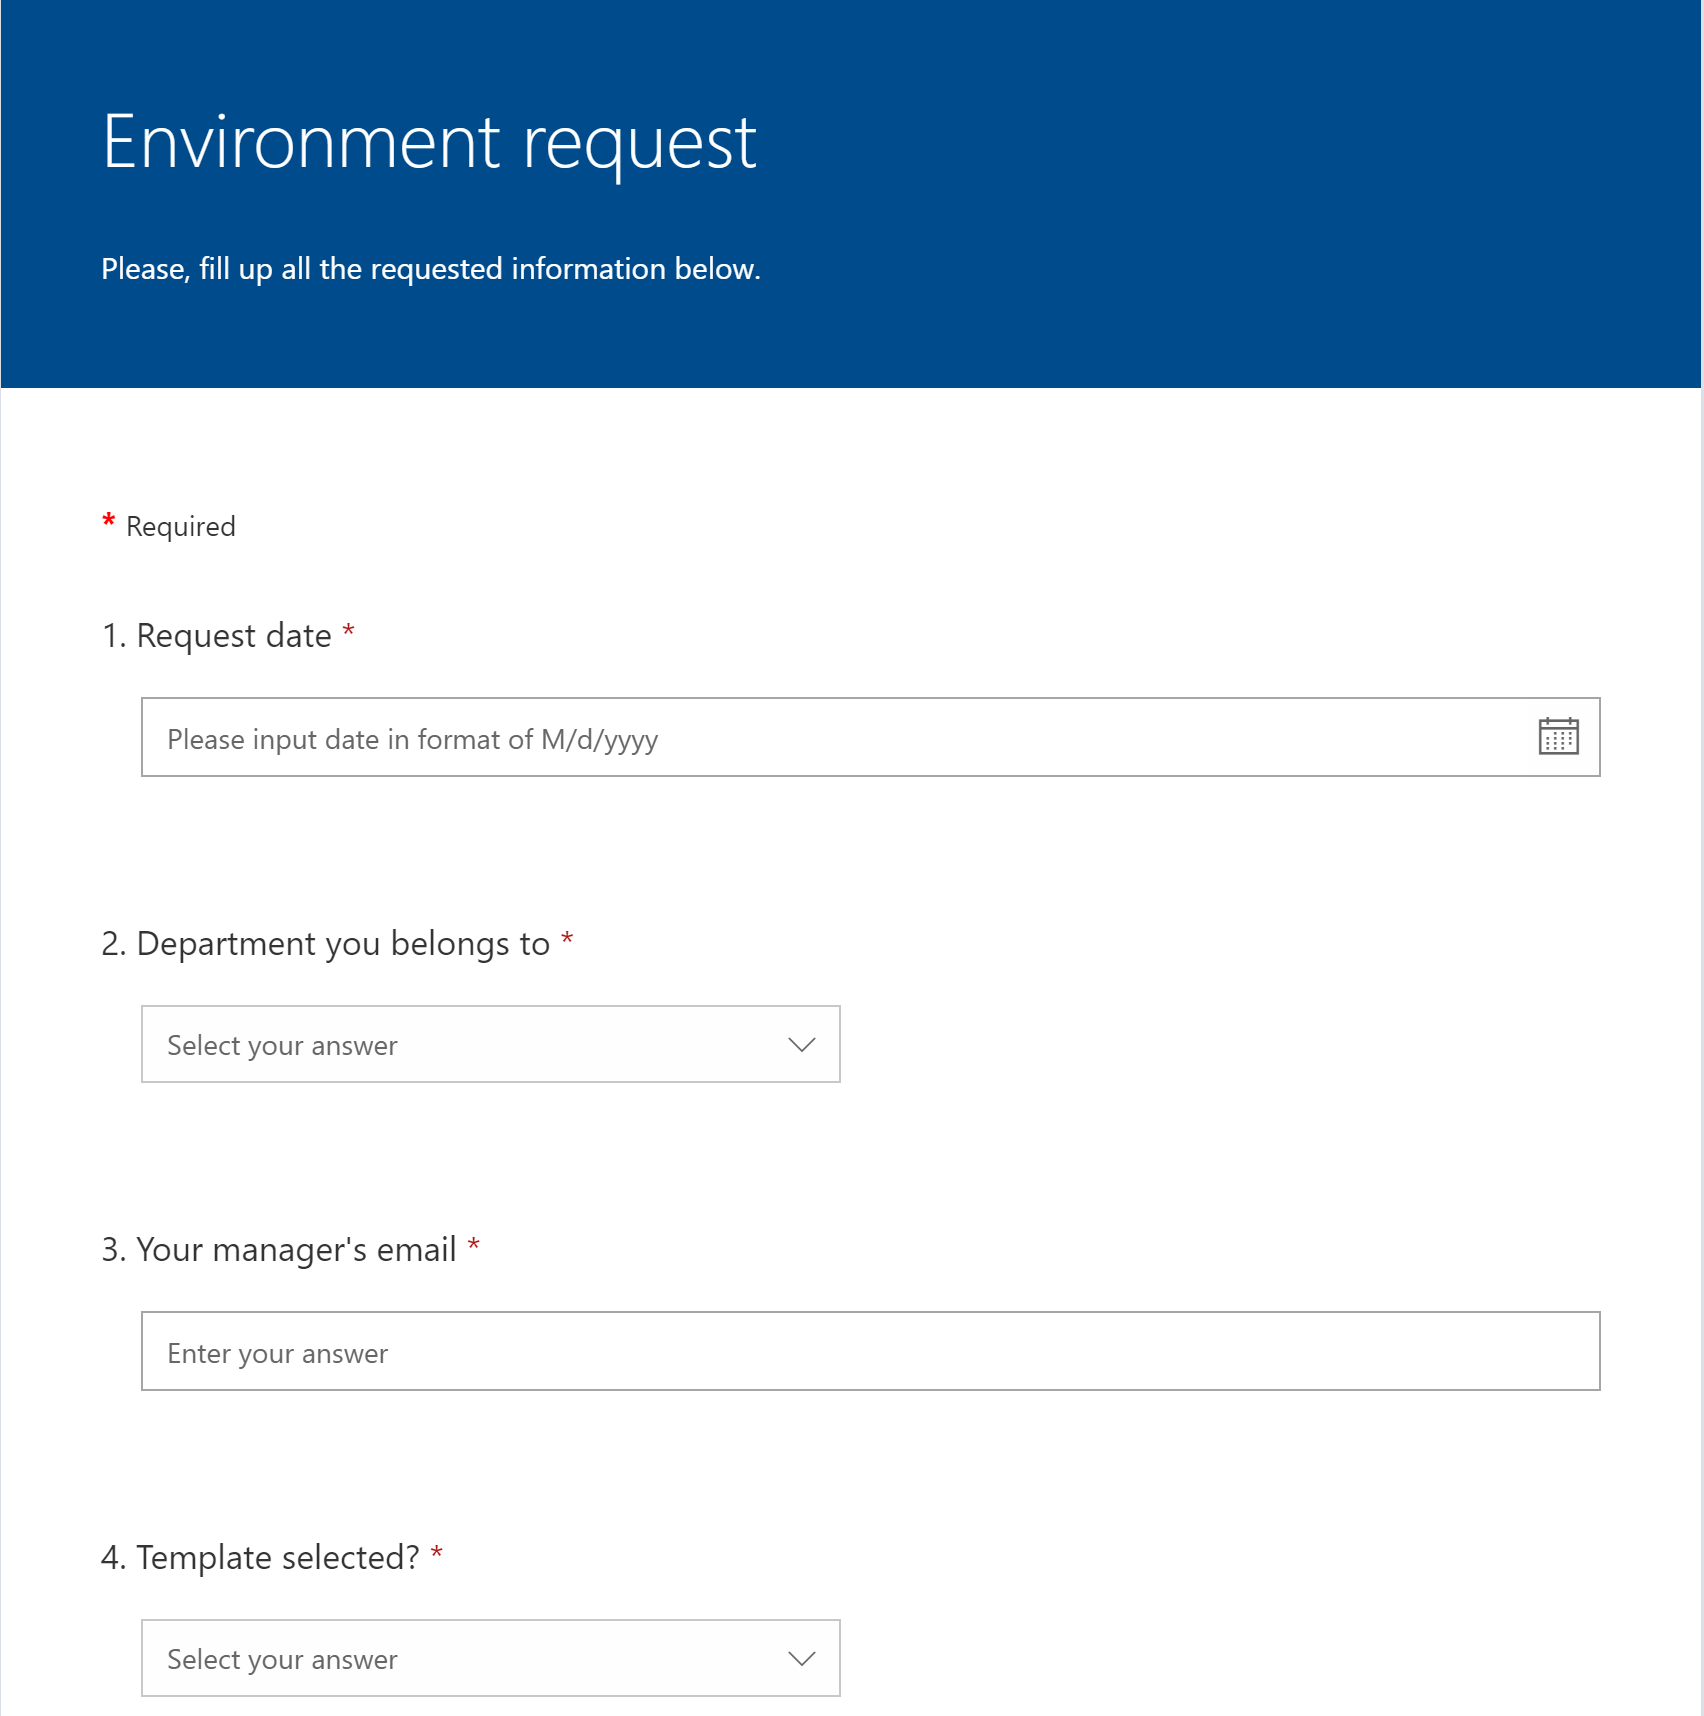 Environment request
Please, fill up all the requested information below.
* Required
1. Request date *
Please input date in format of M/d/yyyy
2. Department you belongs to *
Select your answer
3. Your manager's email *
Enter your answer
4. Template selected? *
Select your answer